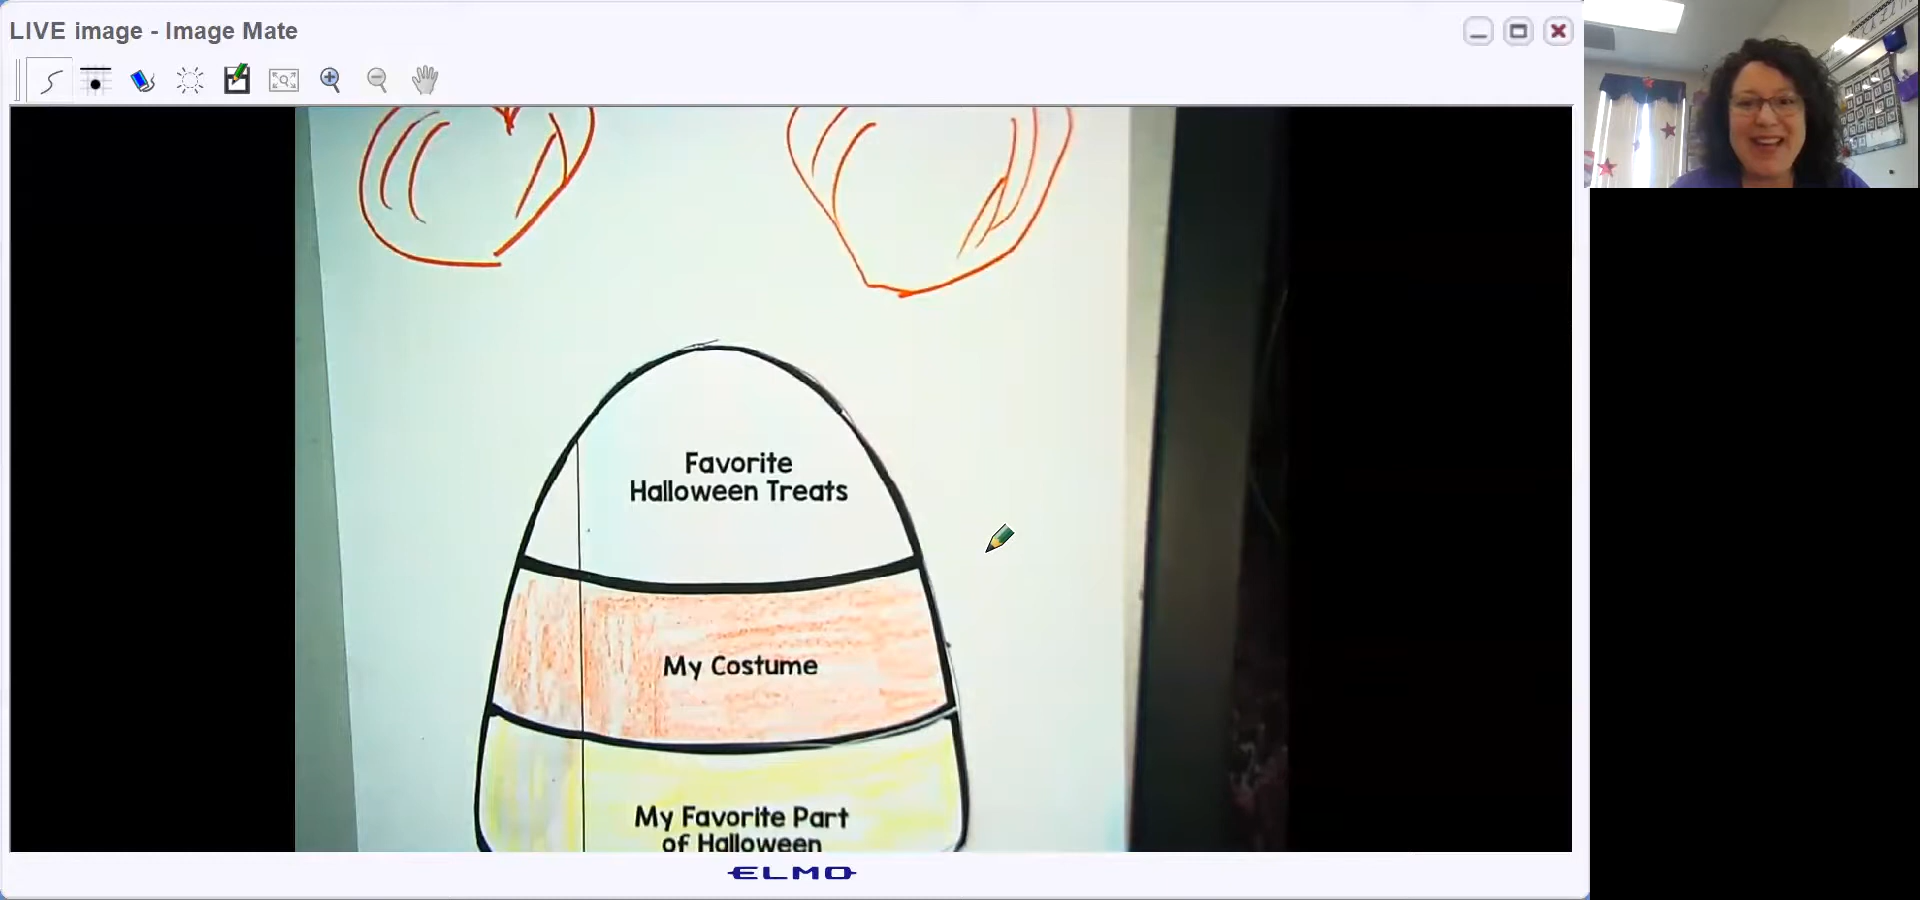 LIVE image - Image Mate
Favorite
Halloween Treats
My Costume
My Favorite Part
of Halloween
ELMO